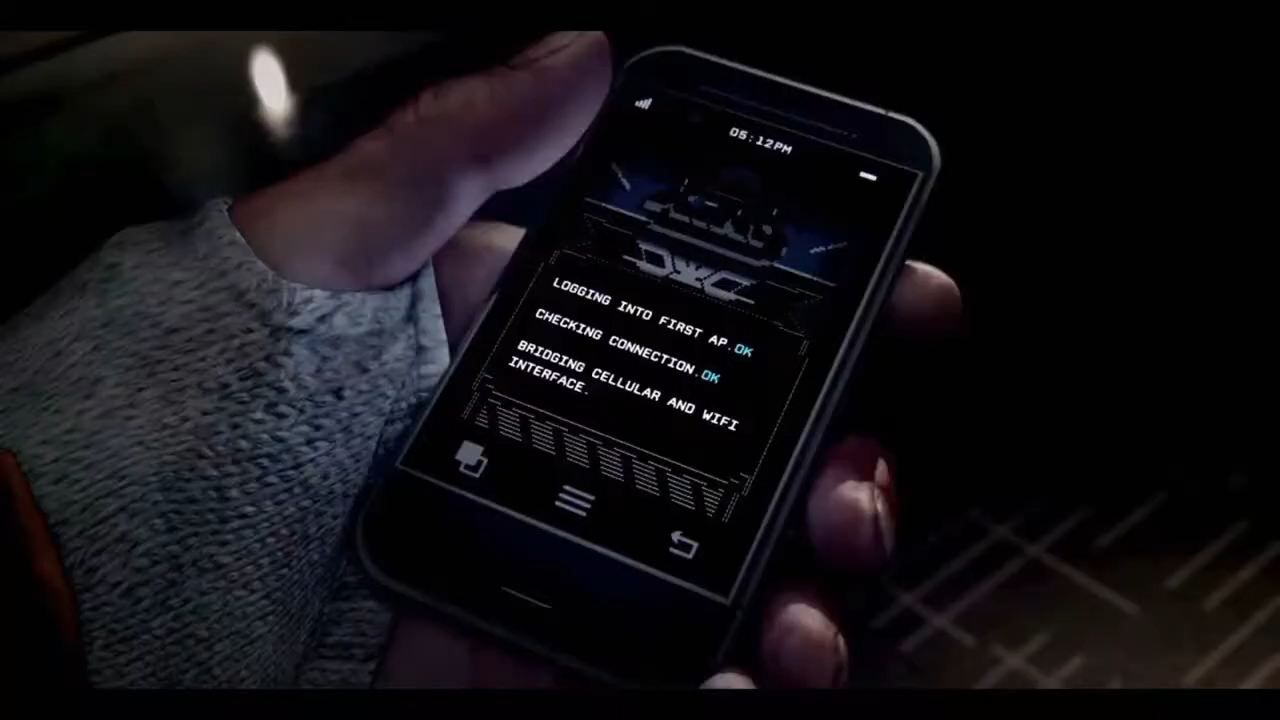 05:12PM
LOGGING INTO FIRST AP.OK
CHECKING CONNECTION.OK
BRIDGING CELLULAR AND WIFI
INTERFACE.